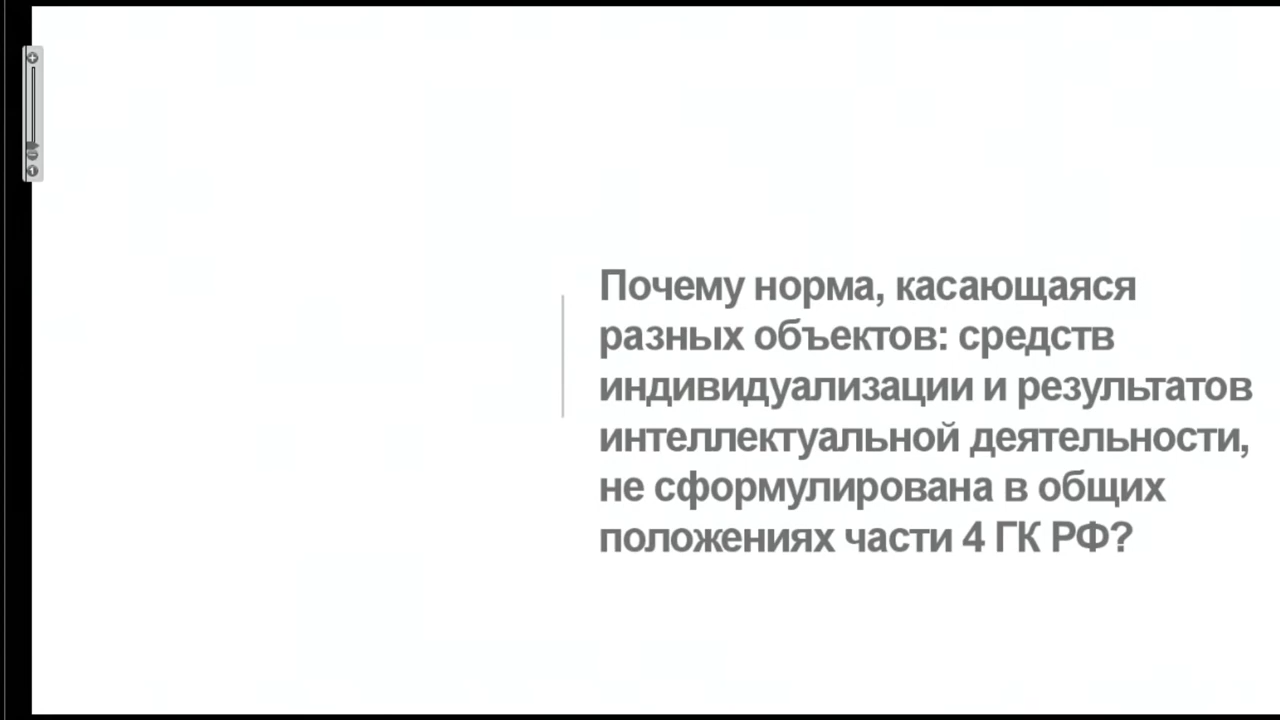 Почему норма, касающаяся
разных объектов: средств
индивидуализации и результатов
интеллектуальной деятельности,
не сформулирована в общих
положениях части 4 ГК РФ?